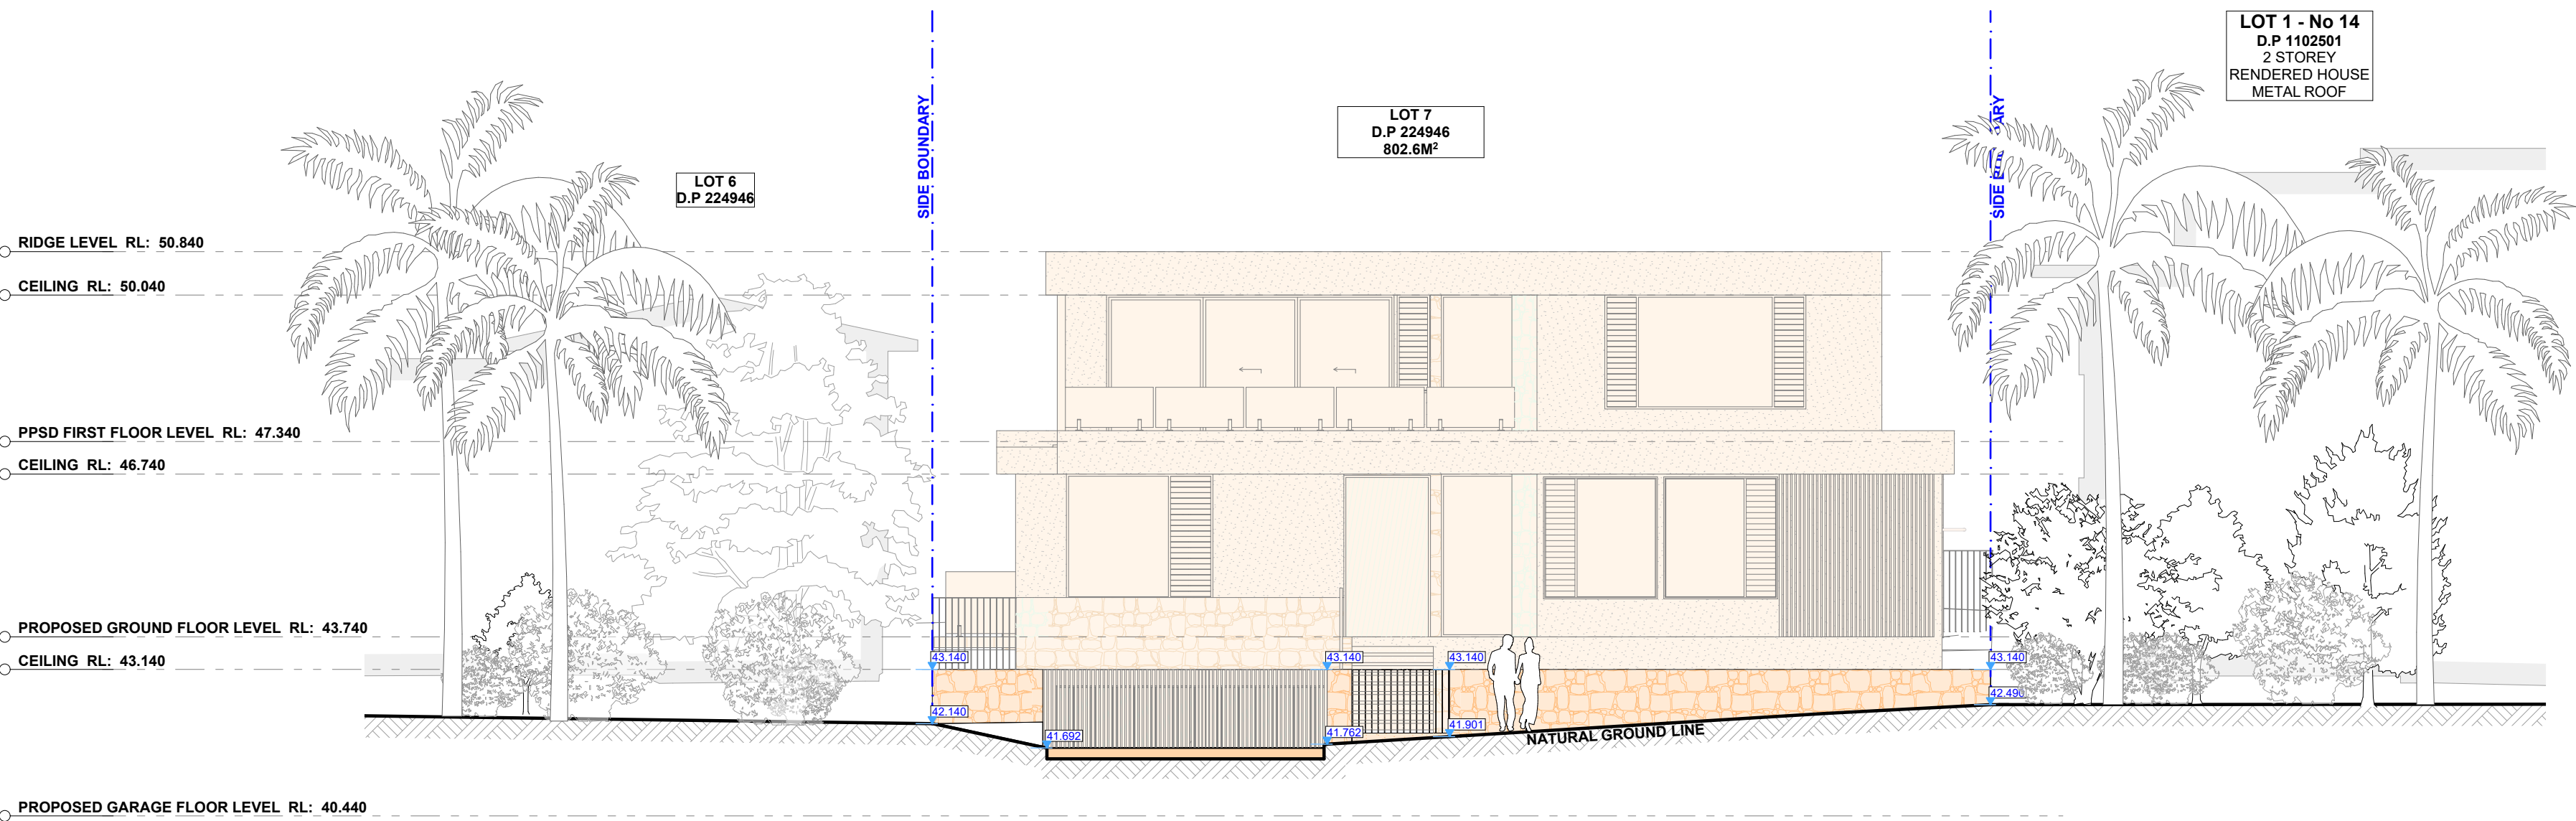 LOT 1 - No 14
D.P 1102501
2 STOREY
RENDERED HOUSE
METAL ROOF
LOT 7
D.P 224946
802.6M²
LOT 6
D.P 224946
SIDE BOUNDARY
SIDE
RIDGE LEVEL RL: 50.840
CEILING RL: 50.040
PPSD FIRST FLOOR LEVEL RL: 47.340
CEILING RL: 46.740
PROPOSED GROUND FLOOR LEVEL RL: 43.740
CEILING RL: 43.140
43.140
43.140
43.140
43.140
42.490
42.140
41.901
41.762
41.692
NATURAL GROUND LINE
PROPOSED GARAGE FLOOR LEVEL RL: 40.440